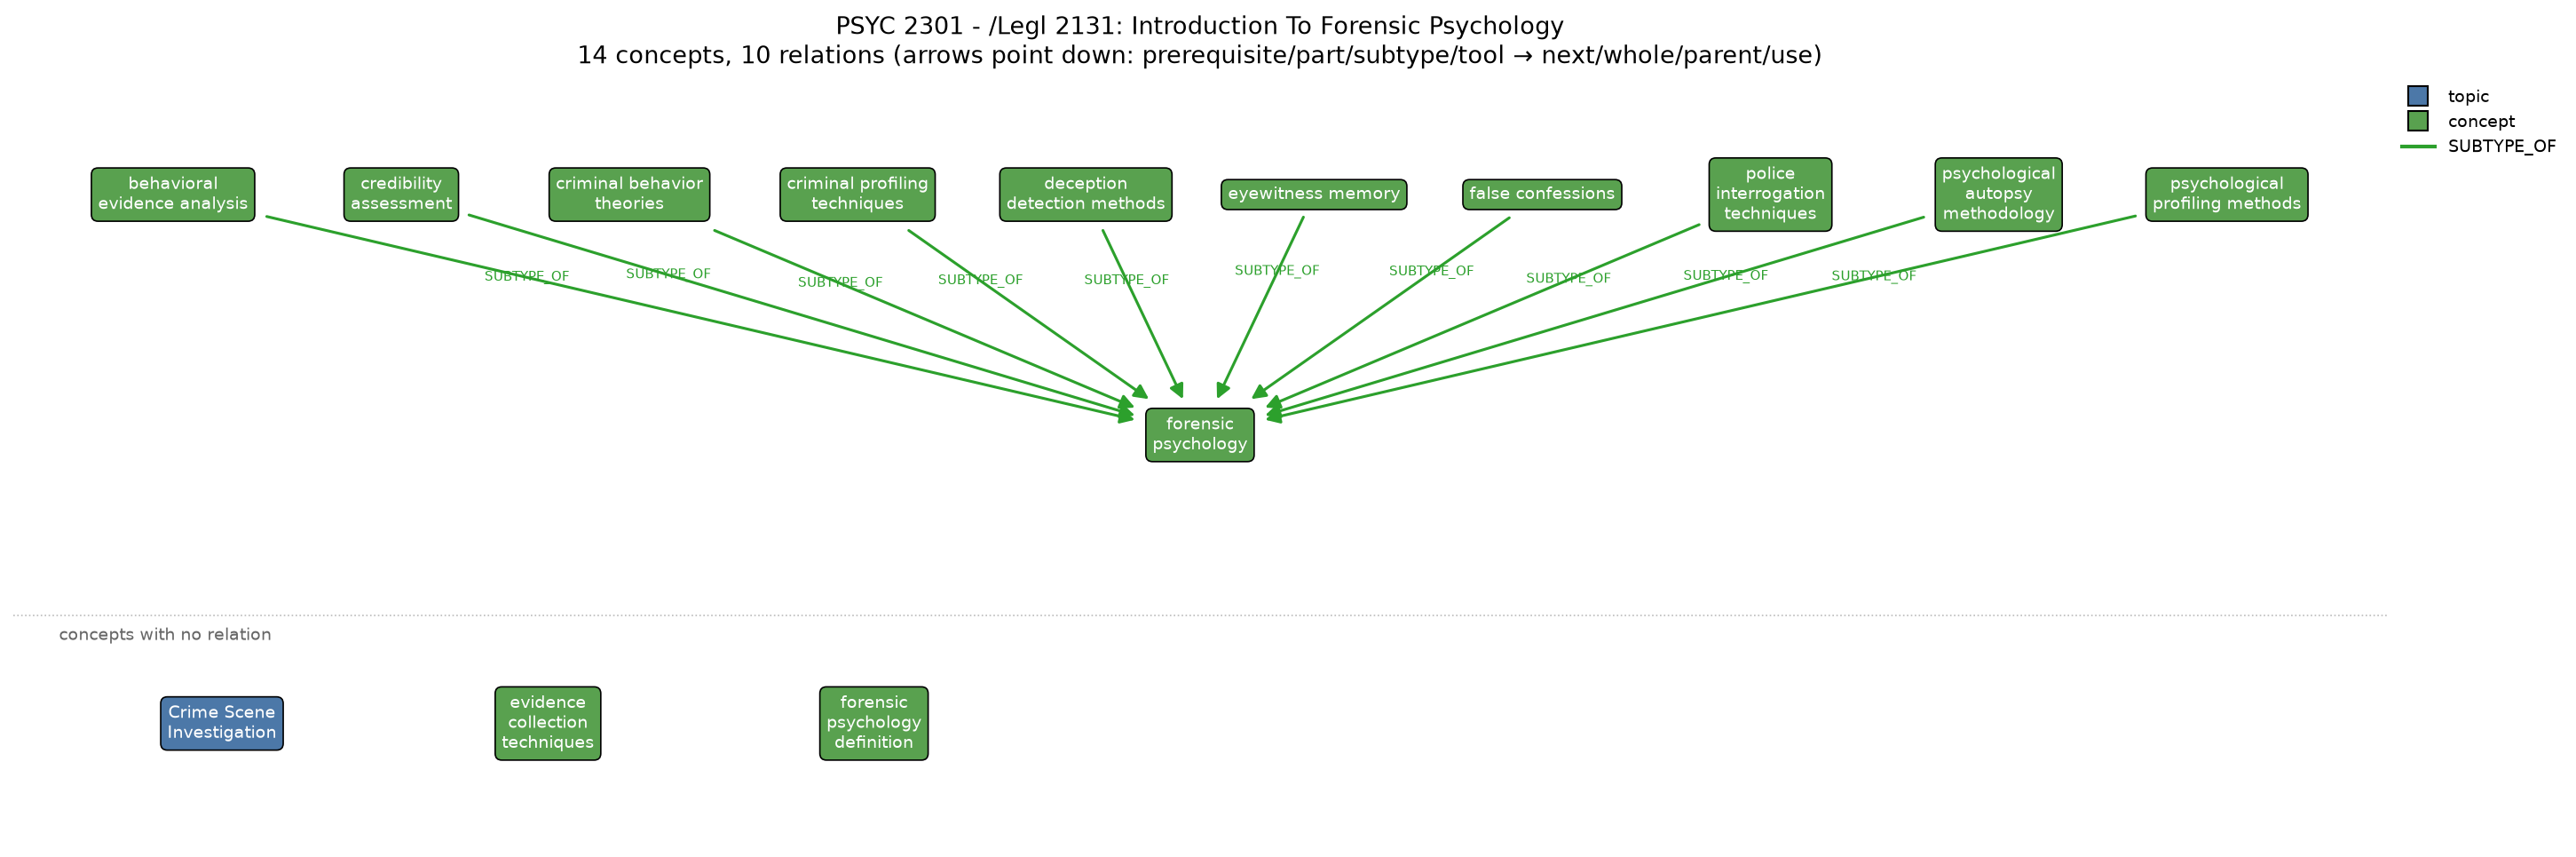 PSYC 2301 - /Legl 2131: Introduction To Forensic Psychology
14 concepts, 10 relations (arrows point down: prerequisite/part/subtype/tool → next/whole/parent/use)
topic
concept
SUBTYPE_OF
behavioral
evidence analysis
credibility
assessment
criminal behavior
theories
criminal profiling
techniques
deception
detection methods
eyewitness memory
false confessions
police
interrogation
techniques
psychological
autopsy
methodology
psychological
profiling methods
SUBTYPE_OF
SUBTYPE_OF
SUBTYPE_OF
SUBTYPE_OF
SUBTYPE_OF
SUBTYPE_OF
SUBTYPE_OF
SUBTYPE_OF
SUBTYPE_OF
SUBTYPE_OF
forensic
psychology
concepts with no relation
Crime Scene
Investigation
evidence
collection
techniques
forensic
psychology
definition